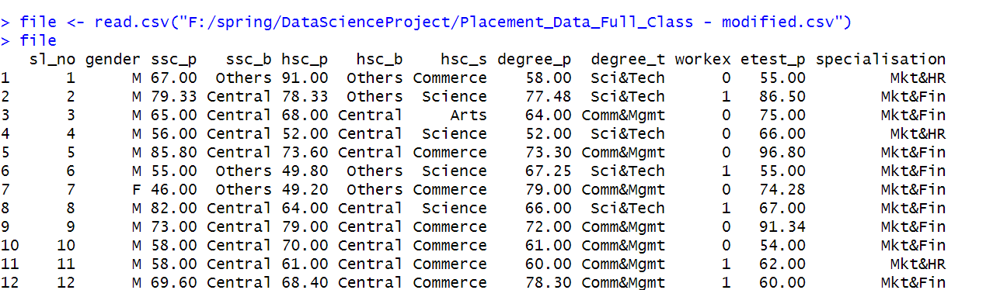 > file <- read.csv("F:/spring/DataScienceProject/Placement_Data_Full_Class - modified.csv")
> file
   sl_no gender ssc_p   ssc_b hsc_p   hsc_b    hsc_s degree_p  degree_t workex etest_p specialisation
1      1      M 67.00  Others 91.00  Others Commerce    58.00  Sci&Tech      0   55.00         Mkt&HR
2      2      M 79.33 Central 78.33  Others  Science    77.48  Sci&Tech      1   86.50        Mkt&Fin
3      3      M 65.00 Central 68.00 Central     Arts    64.00 Comm&Mgmt      0   75.00        Mkt&Fin
4      4      M 56.00 Central 52.00 Central  Science    52.00  Sci&Tech      0   66.00         Mkt&HR
5      5      M 85.80 Central 73.60 Central Commerce    73.30 Comm&Mgmt      0   96.80        Mkt&Fin
6      6      M 55.00  Others 49.80  Others  Science    67.25  Sci&Tech      1   55.00        Mkt&Fin
7      7      F 46.00  Others 49.20  Others Commerce    79.00 Comm&Mgmt      0   74.28        Mkt&Fin
8      8      M 82.00 Central 64.00 Central  Science    66.00  Sci&Tech      1   67.00        Mkt&Fin
9      9      M 73.00 Central 79.00 Central Commerce    72.00 Comm&Mgmt      0   91.34        Mkt&Fin
10    10      M 58.00 Central 70.00 Central Commerce    61.00 Comm&Mgmt      0   54.00        Mkt&Fin
11    11      M 58.00 Central 61.00 Central Commerce    60.00 Comm&Mgmt      1   62.00         Mkt&HR
12    12      M 69.60 Central 68.40 Central Commerce    78.30 Comm&Mgmt      1   60.00        Mkt&Fin